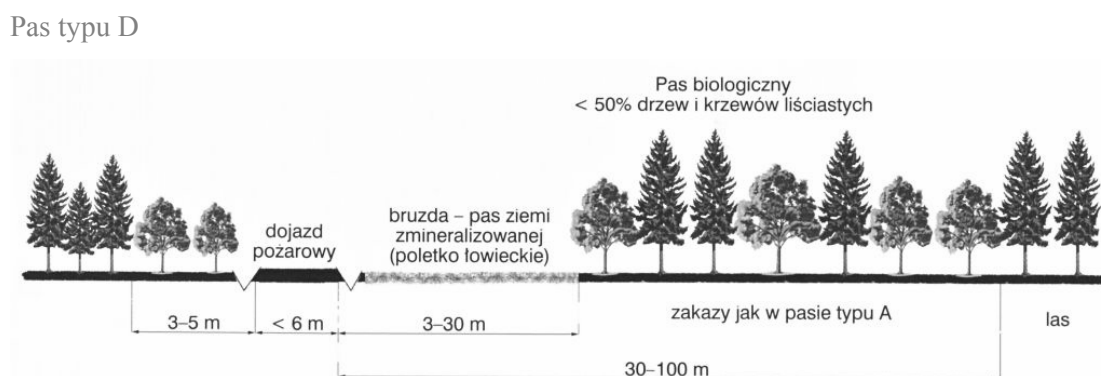 Pas typu D
Pas biologiczny
< 50% drzew i krzewów liściastych
dojazd
pożarowy
bruzda – pas ziemi
zmineralizowanej
(poletko łowieckie)
3–5 m
< 6 m
3–30 m
zakazy jak w pasie typu A
las
30–100 m